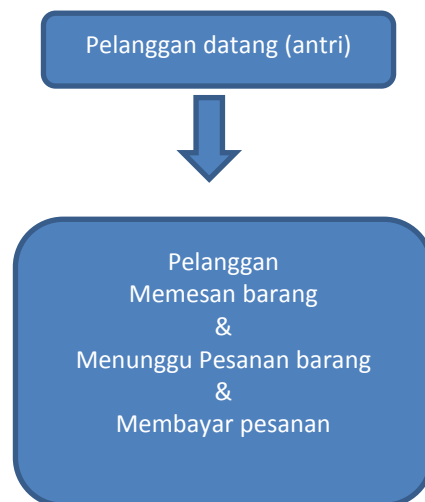 Pelanggan datang (antri)
Pelanggan
Memesan barang
&
Menunggu Pesanan barang
&
Membayar pesanan